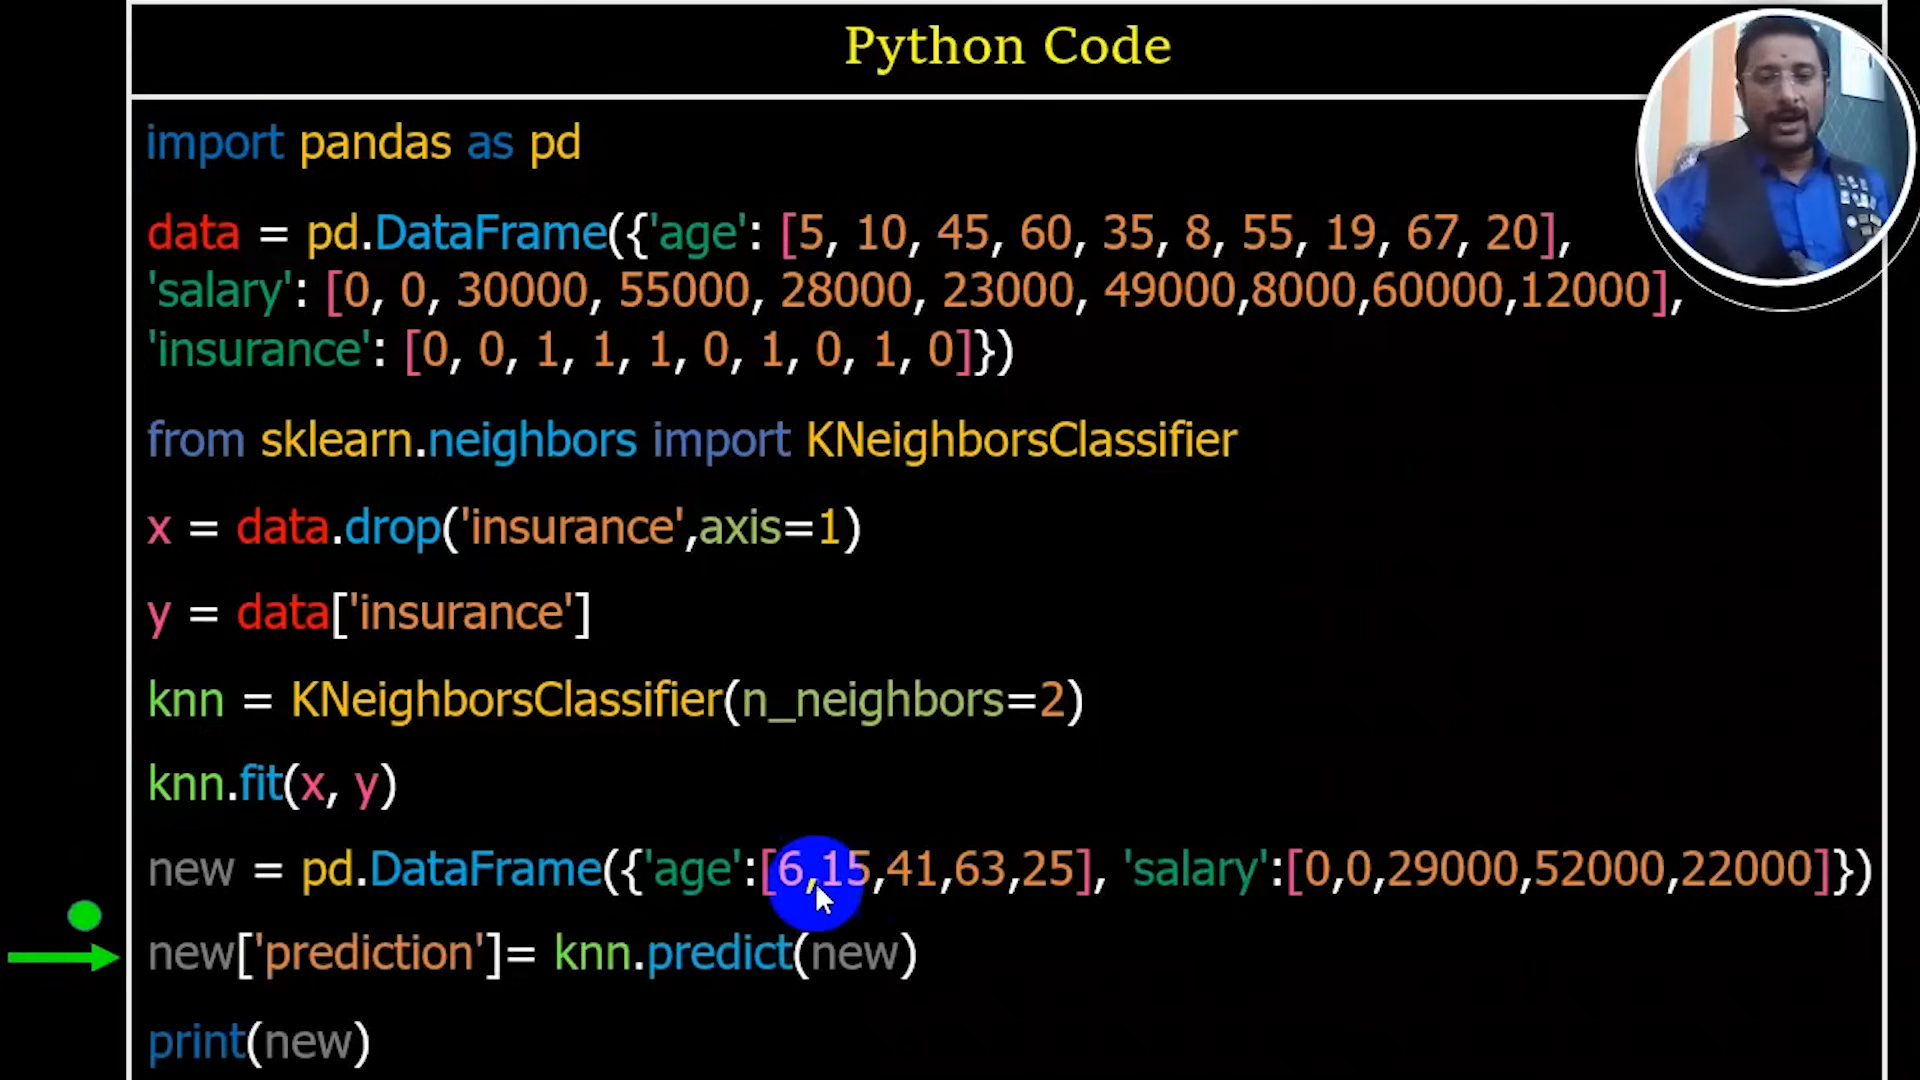 Python Code
import pandas as pd
data = pd.DataFrame({'age': [5, 10, 45, 60, 35, 8, 55, 19, 67, 20],
'salary': [0, 0, 30000, 55000, 28000, 23000, 49000,8000,60000,12000],
'insurance': [0, 0, 1, 1, 1, 0, 1, 0, 1, 0]})
from sklearn.neighbors import KNeighborsClassifier
x = data.drop('insurance',axis=1)
y = data['insurance']
knn = KNeighborsClassifier(n_neighbors=2)
knn.fit(x, y)
new = pd.DataFrame({'age':[6,15,41,63,25], 'salary':[0,0,29000,52000,22000]})
new['prediction']= knn.predict(new)
print(new)